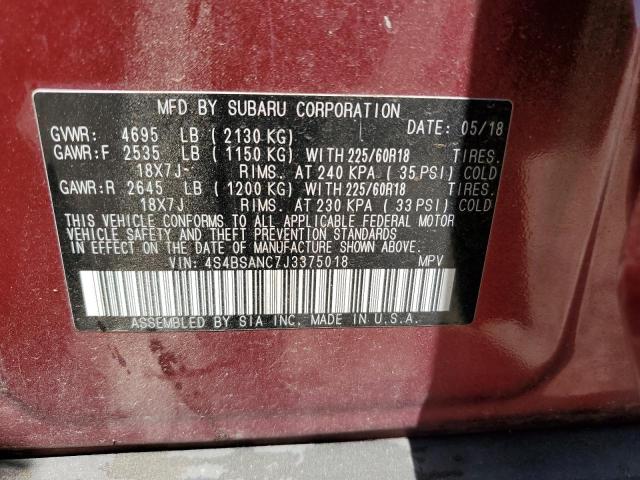 MFD BY SUBARU CORPORATION
DATE: 05/18
GVWR: 4695 LB ( 2130 KG)
GAWR:F 2535 LB ( 1150 KG) WITH 225/60R18 TIRES.
18X7J RIMS. AT 240 KPA ( 35 PSI) COLD
GAWR:R 2645 LB ( 1200 KG) WITH 225/60R18 TIRES.
18X7J RIMS. AT 230 KPA ( 33 PSI) COLD
THIS VEHICLE CONFORMS TO ALL APPLICABLE FEDERAL MOTOR
VEHICLE SAFETY AND THEFT PREVENTION STANDARDS IN EFFECT
ON THE DATE OF MANUFACTURE SHOWN ABOVE.
VIN: 4S4BSANC7J3375018 MPV
ASSEMBLED BY SIA INC. MADE IN U.S.A.